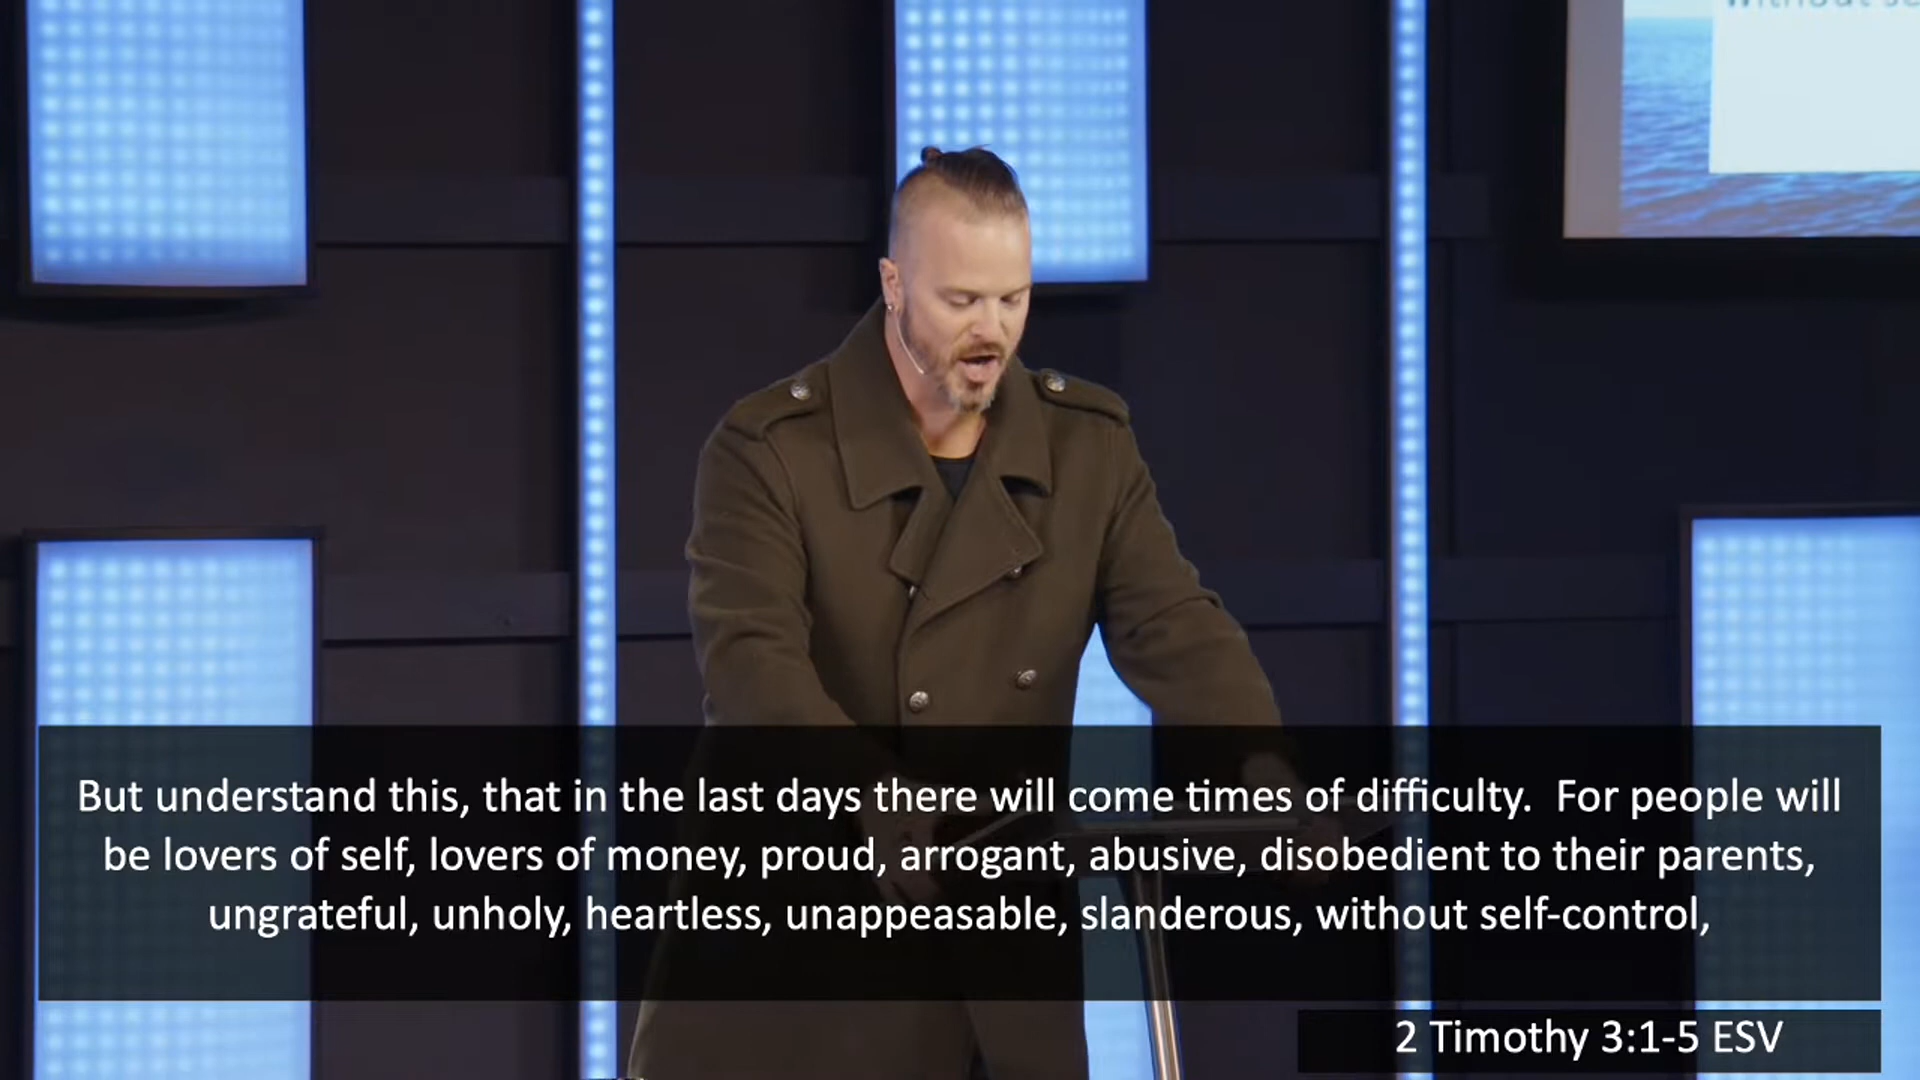 Without se
But understand this, that in the last days there will come times of difficulty.  For people will
be lovers of self, lovers of money, proud, arrogant, abusive, disobedient to their parents,
ungrateful, unholy, heartless, unappeasable, slanderous, without self-control,
2 Timothy 3:1-5 ESV